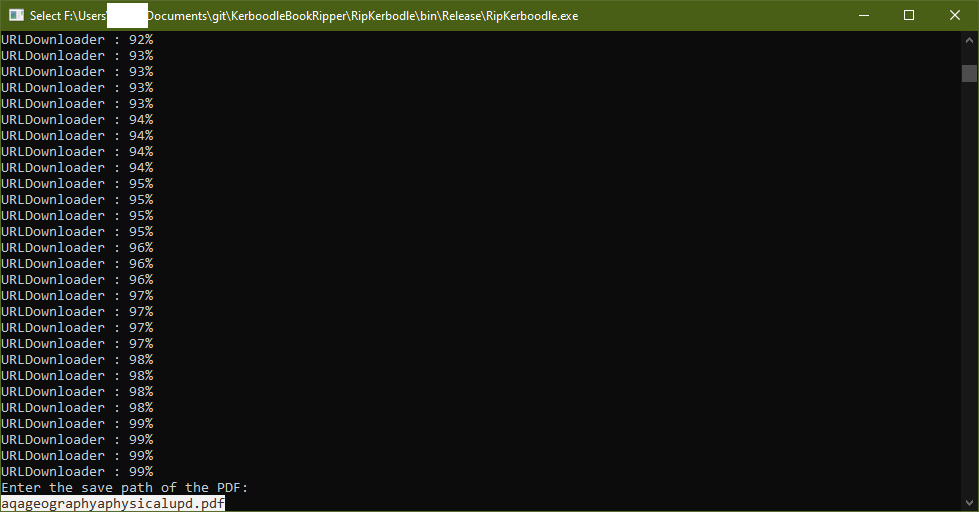 Select F:\Users\Documents\git\KerboodleBookRipper\RipKerbodle\bin\Release\RipKerboodle.exe
URLDownloader : 92%
URLDownloader : 93%
URLDownloader : 93%
URLDownloader : 93%
URLDownloader : 93%
URLDownloader : 94%
URLDownloader : 94%
URLDownloader : 94%
URLDownloader : 94%
URLDownloader : 95%
URLDownloader : 95%
URLDownloader : 95%
URLDownloader : 95%
URLDownloader : 96%
URLDownloader : 96%
URLDownloader : 96%
URLDownloader : 97%
URLDownloader : 97%
URLDownloader : 97%
URLDownloader : 97%
URLDownloader : 98%
URLDownloader : 98%
URLDownloader : 98%
URLDownloader : 98%
URLDownloader : 99%
URLDownloader : 99%
URLDownloader : 99%
URLDownloader : 99%
Enter the save path of the PDF:
aqageographyaphysicalupd.pdf